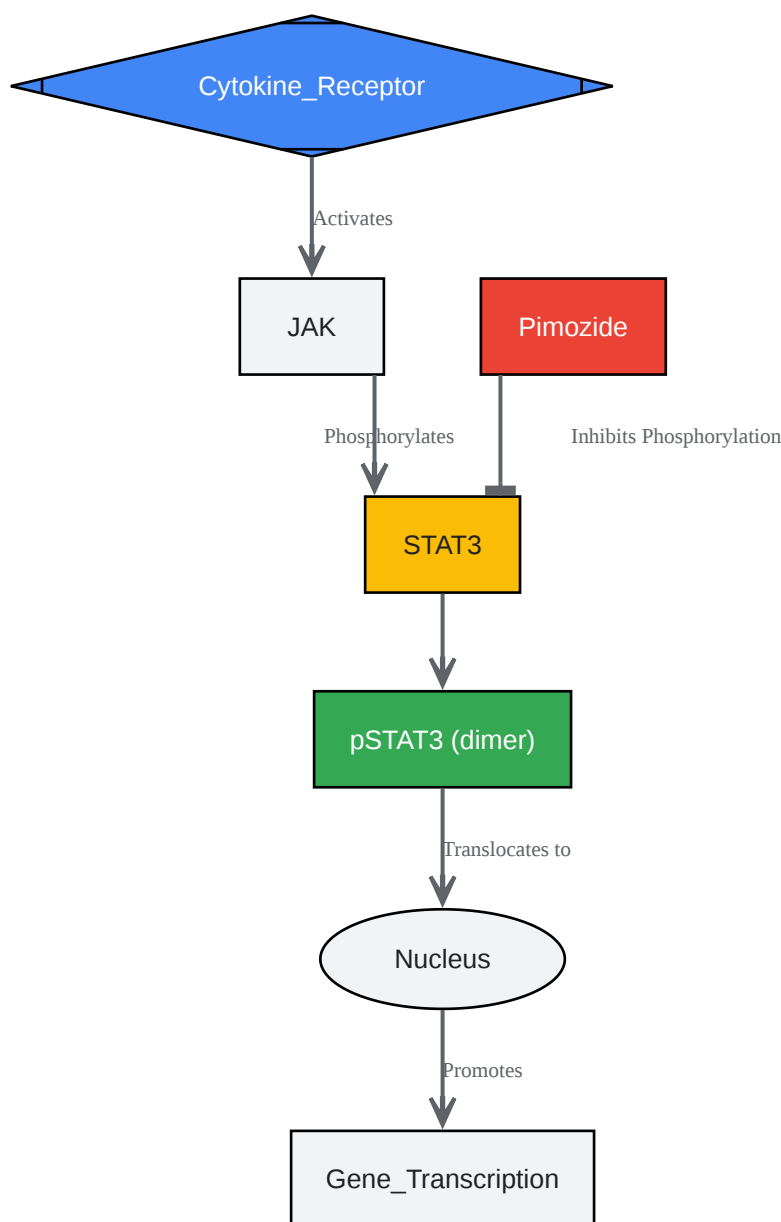 Cytokine_Receptor
Activates
JAK
Pimozide
Phosphorylates
Inhibits Phosphorylation
STAT3
pSTAT3 (dimer)
Translocates to
Nucleus
Promotes
Gene_Transcription